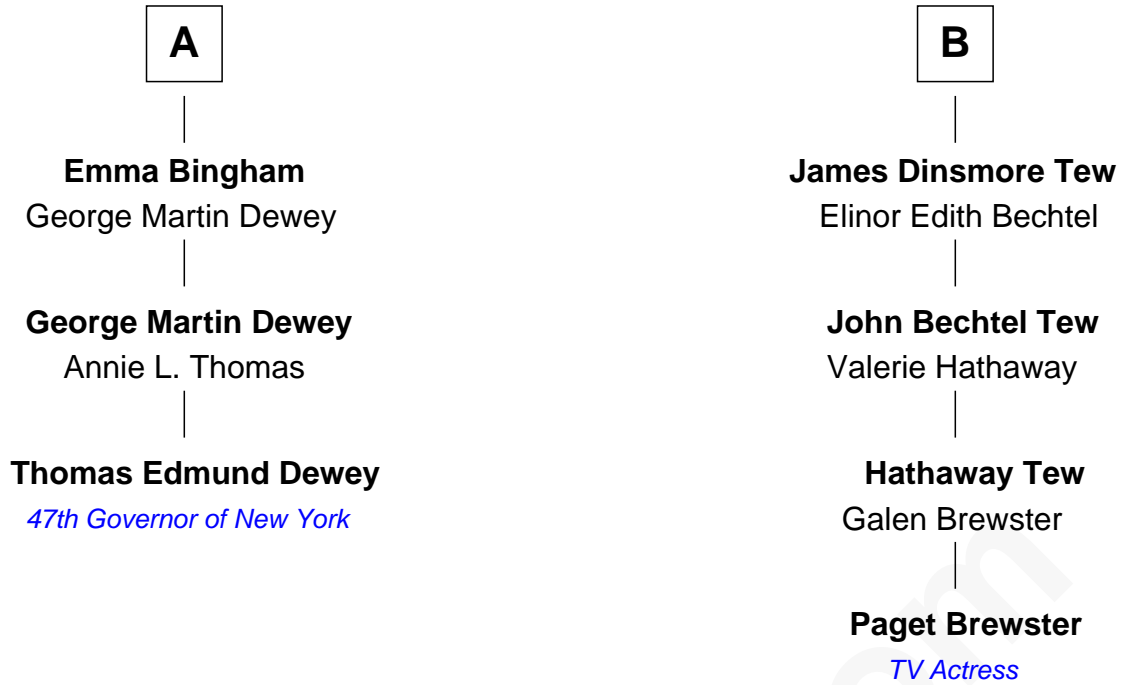 A
Emma Bingham
George Martin Dewey
George Martin Dewey
Annie L. Thomas
Thomas Edmund Dewey
47th Governor of New York
B
James Dinsmore Tew
Elinor Edith Bechtel
John Bechtel Tew
Valerie Hathaway
Hathaway Tew
Galen Brewster
Paget Brewster
TV Actress